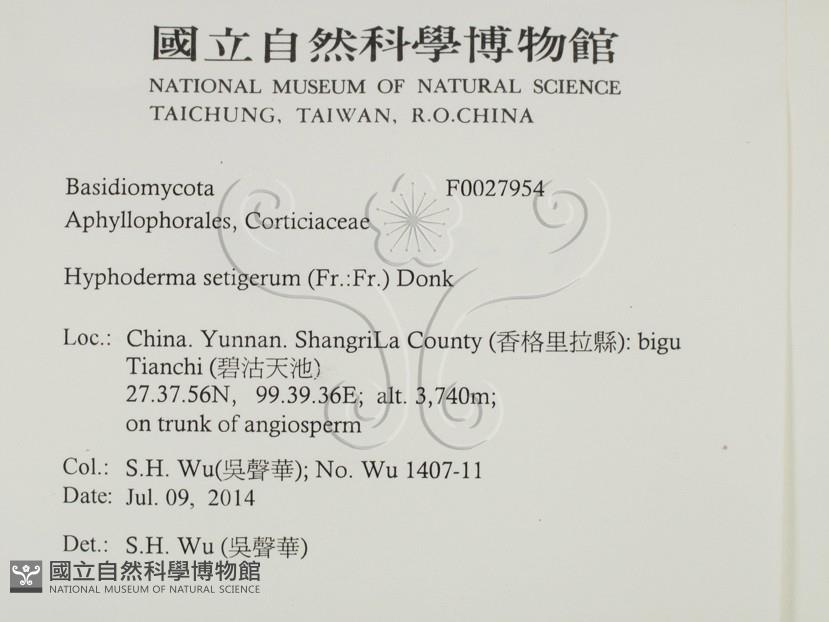 國立自然科學博物館
NATIONAL MUSEUM OF NATURAL SCIENCE
TAICHUNG, TAIWAN, R.O.CHINA
Basidiomycota F0027954
Aphyllophorales, Corticiaceae
Hyphoderma setigerum (Fr.:Fr.) Donk
Loc.: China. Yunnan. ShangriLa County (香格里拉縣): bigu
Tianchi (碧沽天池)
27.37.56N, 99.39.36E; alt. 3,740m;
on trunk of angiosperm
Col.: S.H. Wu(吳聲華); No. Wu 1407-11
Date: Jul. 09, 2014
Det.: S.H. Wu (吳聲華)
國立自然科學博物館
NATIONAL MUSEUM OF NATURAL SCIENCE